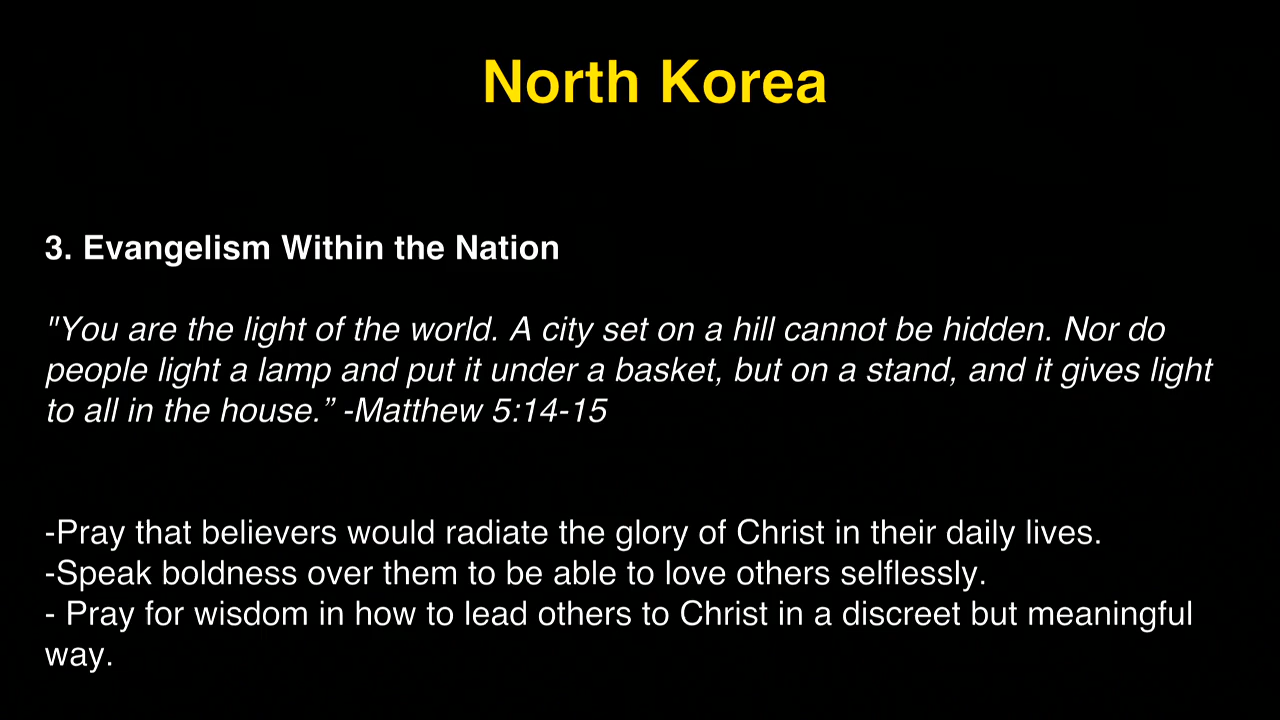 North Korea
3. Evangelism Within the Nation
"You are the light of the world. A city set on a hill cannot be hidden. Nor do
people light a lamp and put it under a basket, but on a stand, and it gives light
to all in the house.” -Matthew 5:14-15
-Pray that believers would radiate the glory of Christ in their daily lives.
-Speak boldness over them to be able to love others selflessly.
- Pray for wisdom in how to lead others to Christ in a discreet but meaningful
way.